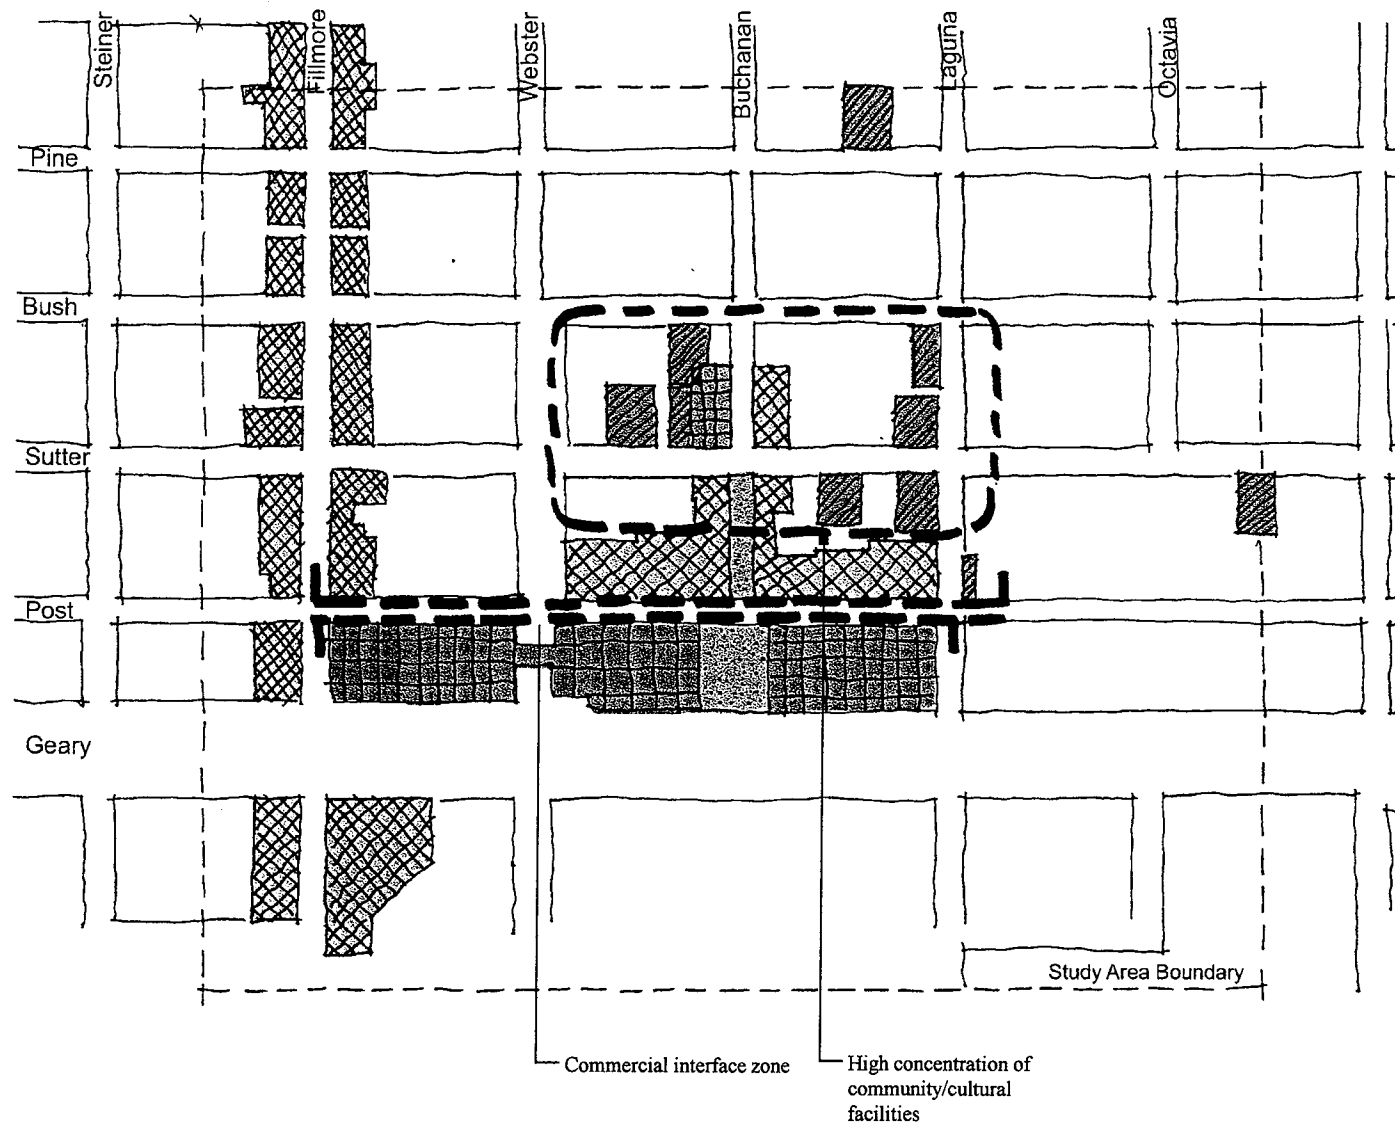 Steiner
Fillmore
Webster
Buchanan
Laguna
Octavia
Pine
Bush
Sutter
Post
Geary
Study Area Boundary
Commercial interface zone
High concentration of
community/cultural
facilities